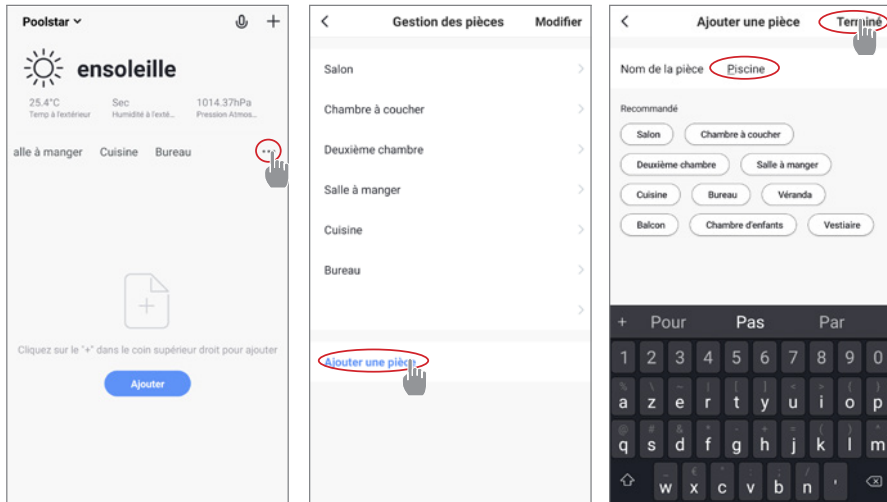 Poolstar
ensoleille
25.4°C Sec 1014.37hPa
Temp à l'extérieur Humidité à l'exté... Pression Atmos...
alle à manger Cuisine Bureau ...
Cliquez sur le "+" dans le coin supérieur droit pour ajouter
Ajouter
Gestion des pièces Modifier
Salon
Chambre à coucher
Deuxième chambre
Salle à manger
Cuisine
Bureau
Ajouter une pièce
Ajouter une pièce Terminé
Nom de la pièce Piscine
Recommandé
Salon Chambre à coucher
Deuxième chambre Salle à manger
Cuisine Bureau Véranda
Balcon Chambre d'enfants Vestiaire
+ Pour Pas Par
1 2 3 4 5 6 7 8 9 0
a z e r t y u i o p
q s d f g h j k l m
w x c v b n '